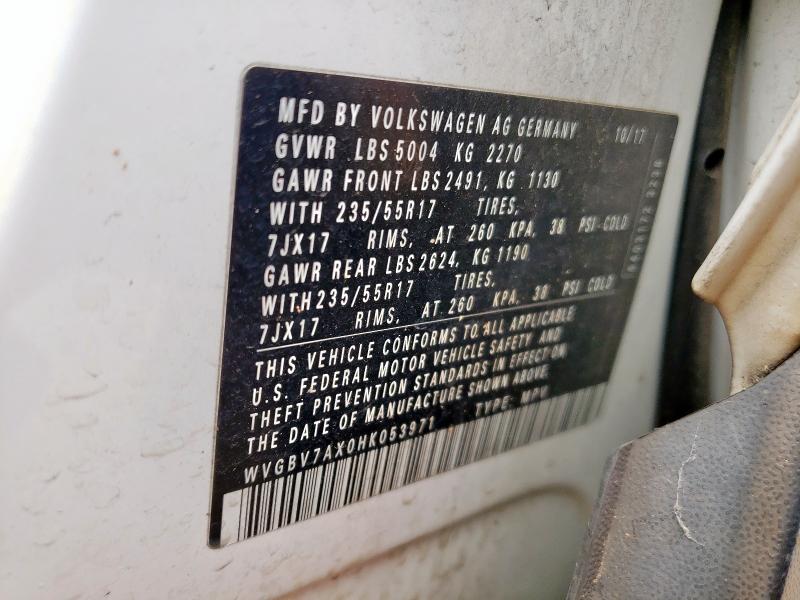 MFD BY VOLKSWAGEN AG GERMANY 10/17
GVWR LBS 5004 KG 2270
GAWR FRONT LBS 2491, KG 1130
WITH 235/55R17 TIRES,
7JX17 RIMS, AT 260 KPA, 38 PSI-COLD
GAWR REAR LBS 2624, KG 1190
WITH 235/55R17 TIRES,
7JX17 RIMS, AT 260 KPA, 38 PSI COLD
THIS VEHICLE CONFORMS TO ALL APPLICABLE
U.S. FEDERAL MOTOR VEHICLE SAFETY AND
THEFT PREVENTION STANDARDS IN EFFECT ON
THE DATE OF MANUFACTURE SHOWN ABOVE
WVGBV7AX0HK053971 TYPE: MPV